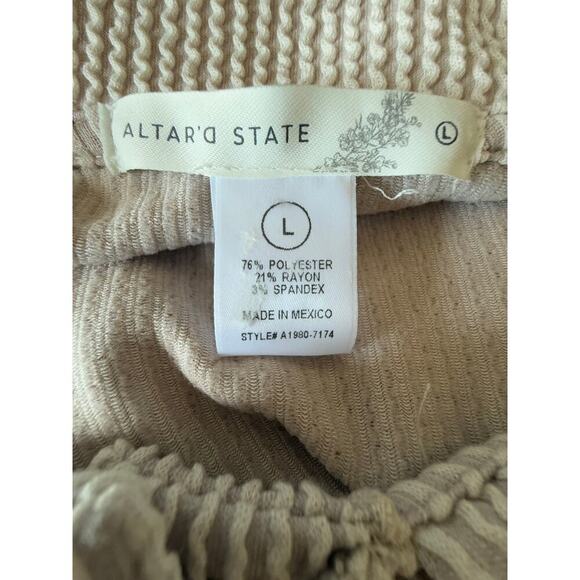 ALTAR'D STATE
L
L
76% POLYESTER
21% RAYON
3% SPANDEX
MADE IN MEXICO
STYLE# A1980-7174